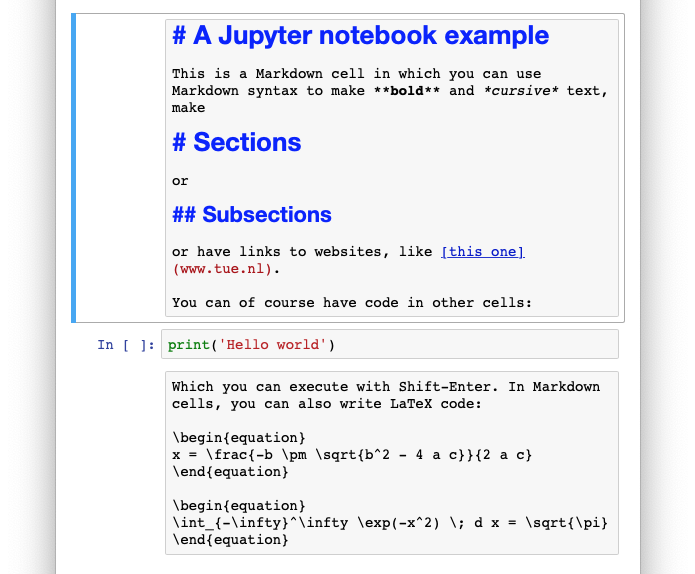 # A Jupyter notebook example
This is a Markdown cell in which you can use
Markdown syntax to make **bold** and *cursive* text,
make
# Sections
or
## Subsections
or have links to websites, like [this one]
(www.tue.nl).
You can of course have code in other cells:
In [ ]: print('Hello world')
Which you can execute with Shift-Enter. In Markdown
cells, you can also write LaTeX code:
\begin{equation}
x = \frac{-b \pm \sqrt{b^2 - 4 a c}}{2 a c}
\end{equation}
\begin{equation}
\int_{-\infty}^\infty \exp(-x^2) \; d x = \sqrt{\pi}
\end{equation}